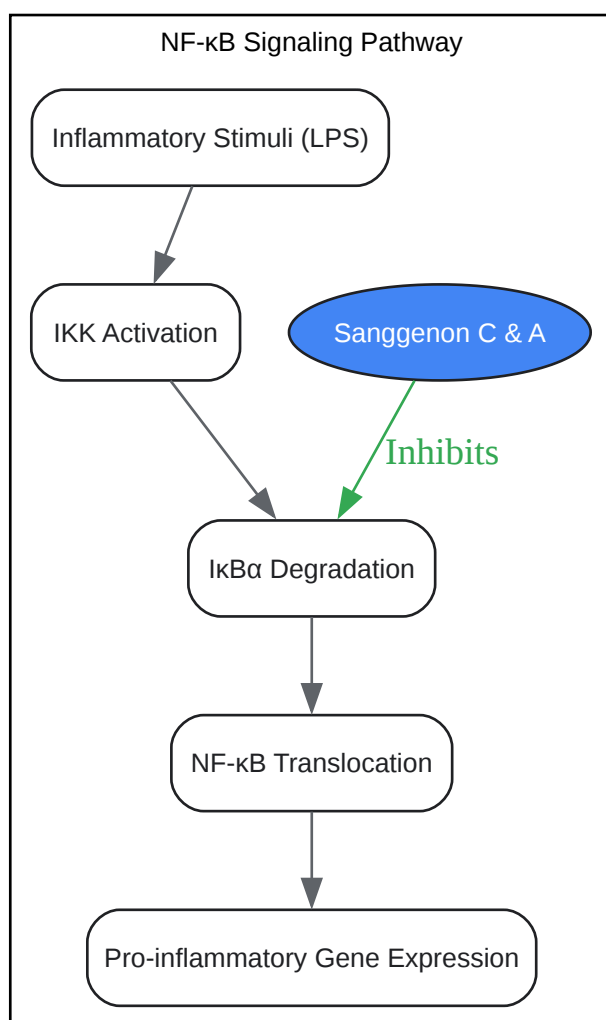 NF-κB Signaling Pathway
Inflammatory Stimuli (LPS)
IKK Activation
Sanggenon C & A
Inhibits
IκBα Degradation
NF-κB Translocation
Pro-inflammatory Gene Expression